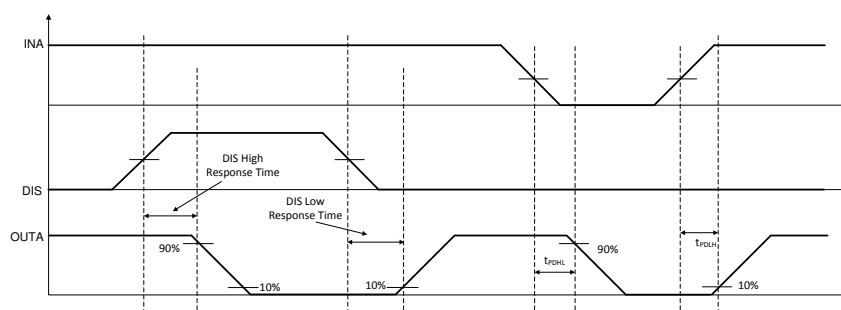 INA
DIS High
Response Time
DIS Low
Response Time
DIS
OUTA
90%
10%
10%
90%
tPDHL
tPDLH
10%